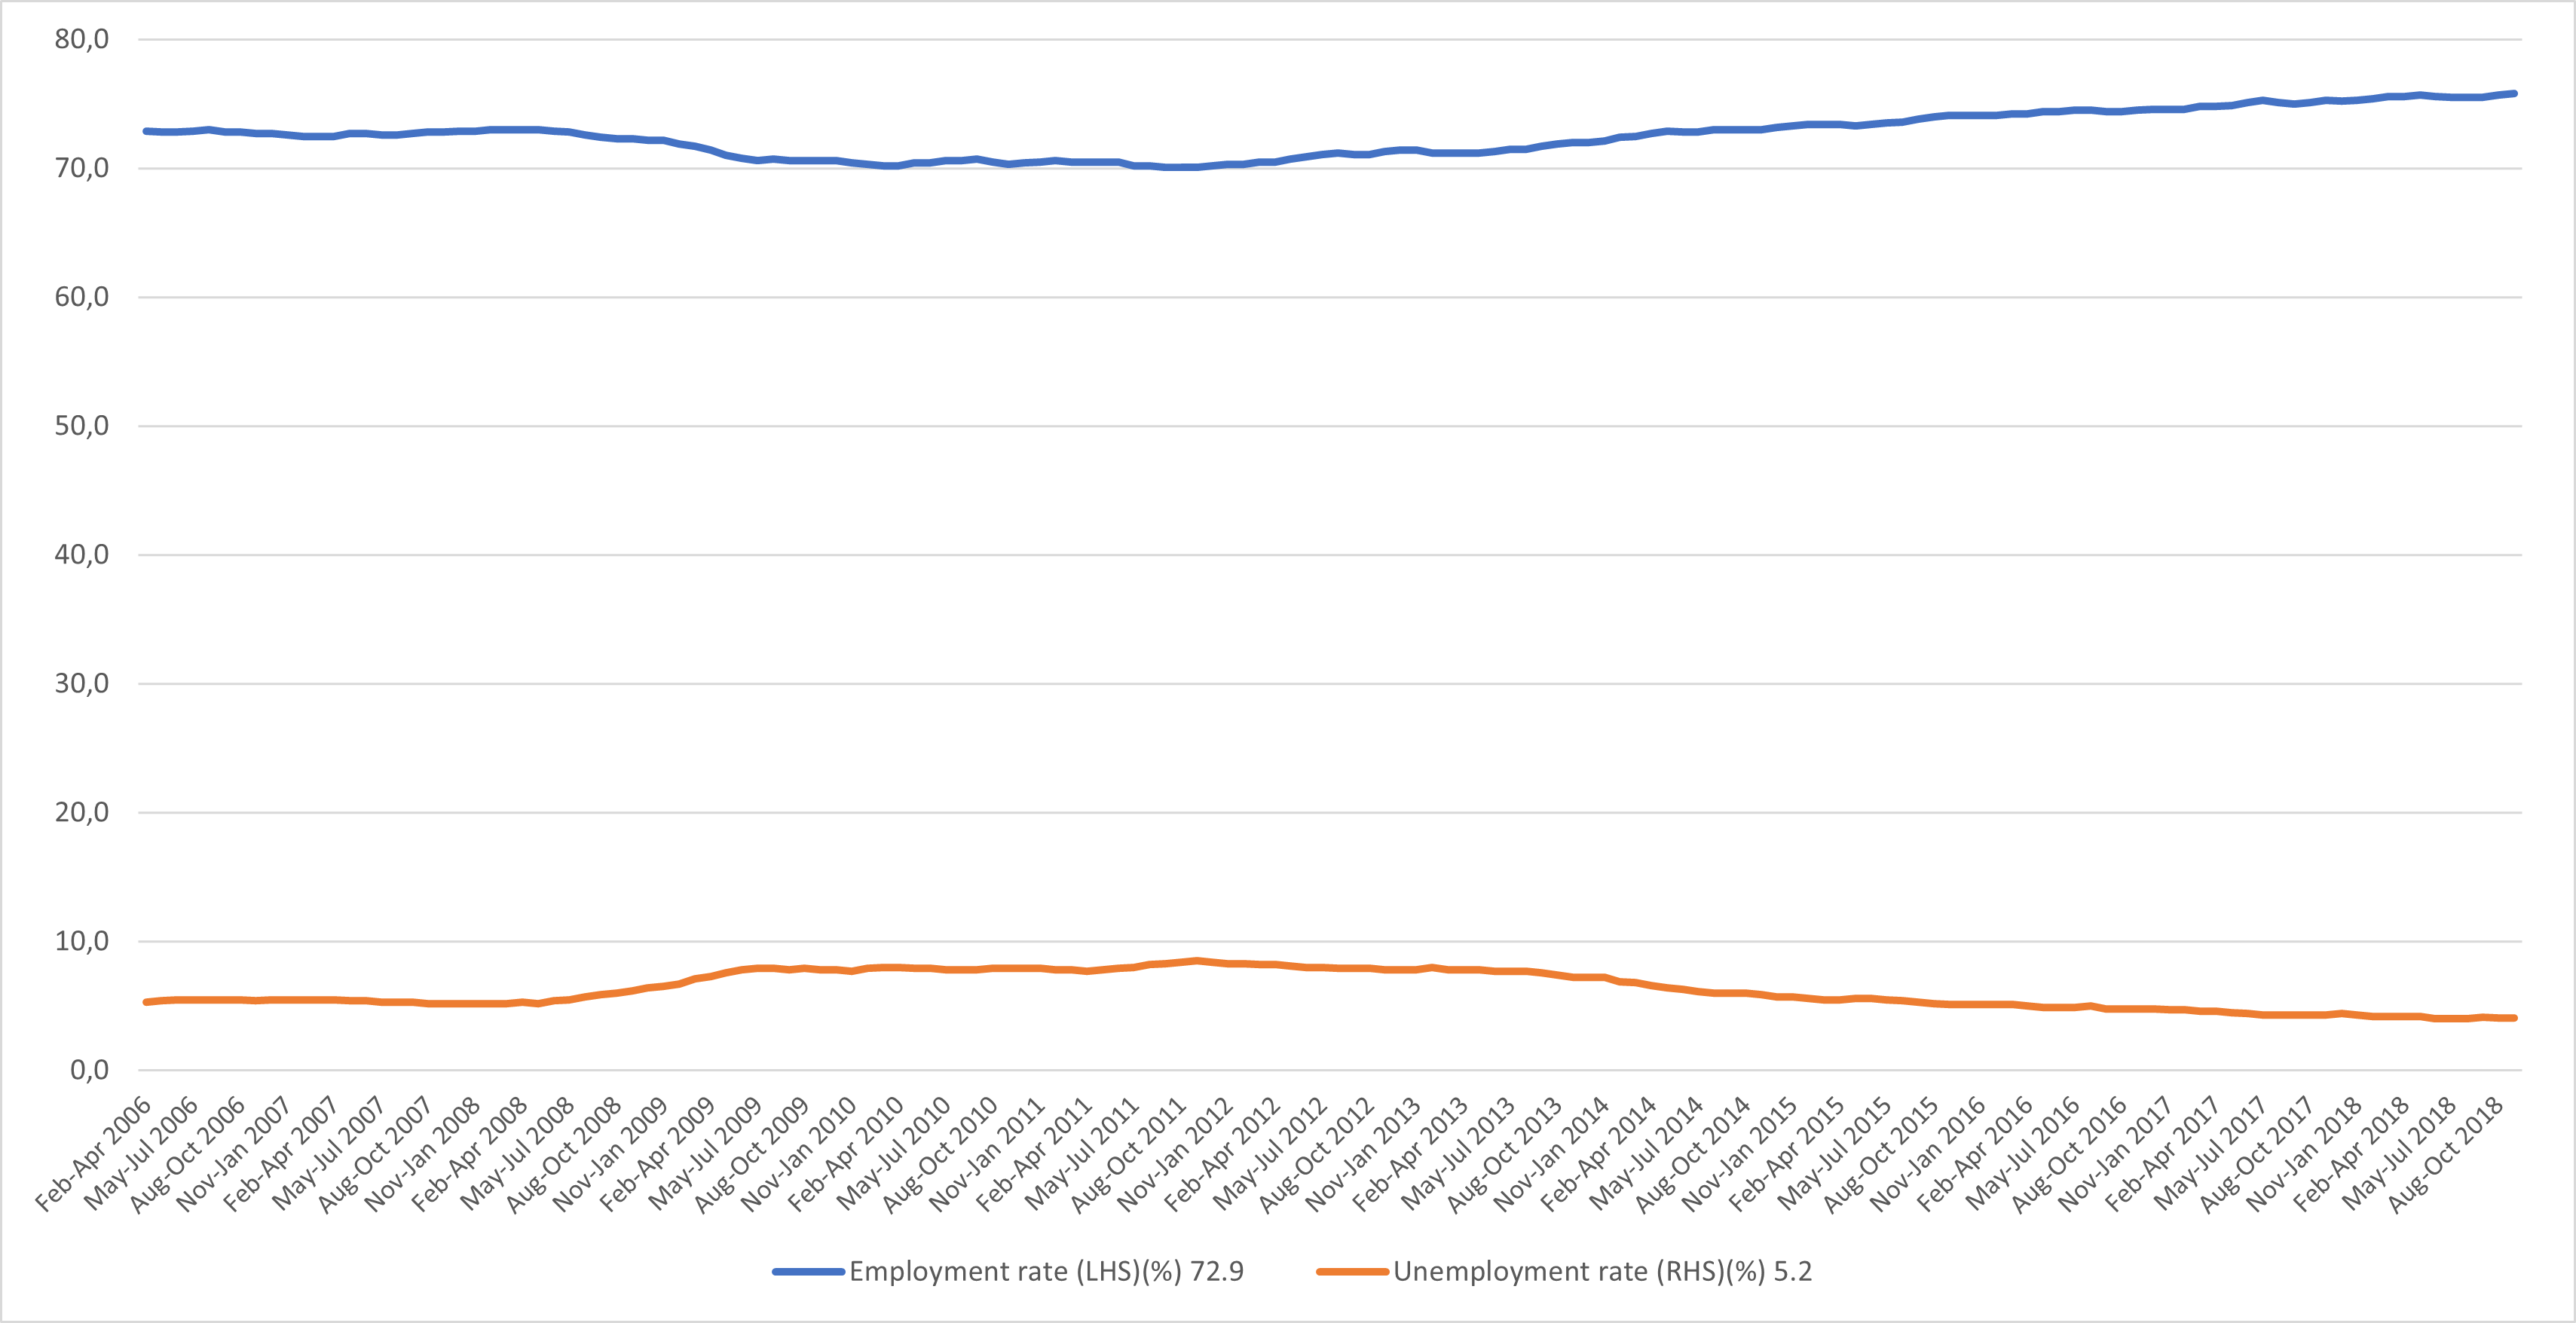 80,0
70,0
60,0
50,0
40,0
30,0
20,0
10,0
0,0
Feb-Apr 2006
May-Jul 2006
Aug-Oct 2006
Nov-Jan 2007
Feb-Apr 2007
May-Jul 2007
Aug-Oct 2007
Nov-Jan 2008
Feb-Apr 2008
May-Jul 2008
Aug-Oct 2008
Nov-Jan 2009
Feb-Apr 2009
May-Jul 2009
Aug-Oct 2009
Nov-Jan 2010
Feb-Apr 2010
May-Jul 2010
Aug-Oct 2010
Nov-Jan 2011
Feb-Apr 2011
May-Jul 2011
Aug-Oct 2011
Nov-Jan 2012
Feb-Apr 2012
May-Jul 2012
Aug-Oct 2012
Nov-Jan 2013
Feb-Apr 2013
May-Jul 2013
Aug-Oct 2013
Nov-Jan 2014
Feb-Apr 2014
May-Jul 2014
Aug-Oct 2014
Nov-Jan 2015
Feb-Apr 2015
May-Jul 2015
Aug-Oct 2015
Nov-Jan 2016
Feb-Apr 2016
May-Jul 2016
Aug-Oct 2016
Nov-Jan 2017
Feb-Apr 2017
May-Jul 2017
Aug-Oct 2017
Nov-Jan 2018
Feb-Apr 2018
May-Jul 2018
Aug-Oct 2018
Employment rate (LHS)(%) 72.9
Unemployment rate (RHS)(%) 5.2